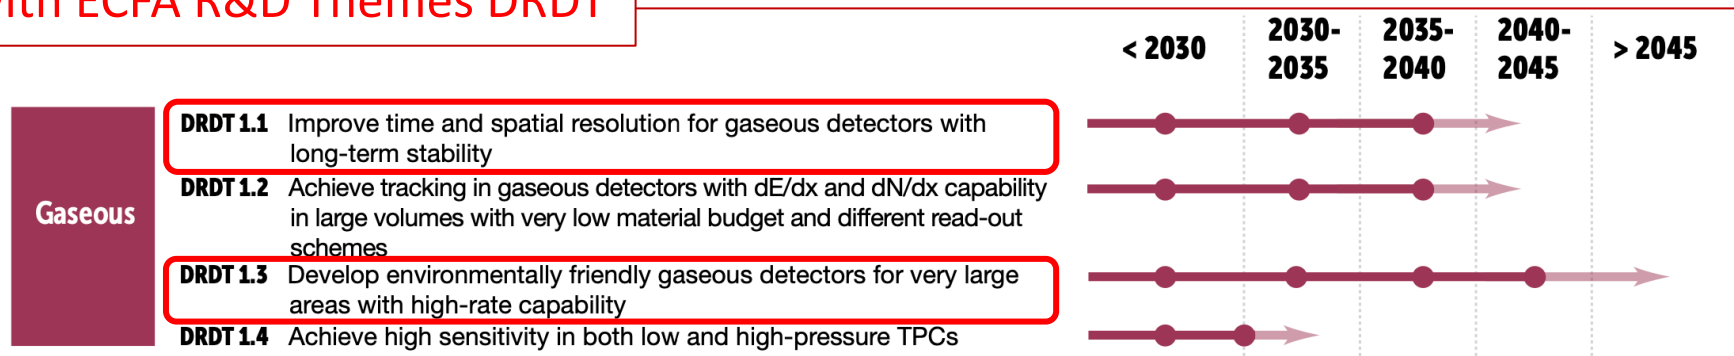 with ECFA R&D Themes DRDT
< 2030
2030-
2035
2035-
2040
2040-
2045
> 2045
Gaseous
DRDT 1.1 Improve time and spatial resolution for gaseous detectors with
long-term stability
DRDT 1.2 Achieve tracking in gaseous detectors with dE/dx and dN/dx capability
in large volumes with very low material budget and different read-out
schemes
DRDT 1.3 Develop environmentally friendly gaseous detectors for very large
areas with high-rate capability
DRDT 1.4 Achieve high sensitivity in both low and high-pressure TPCs